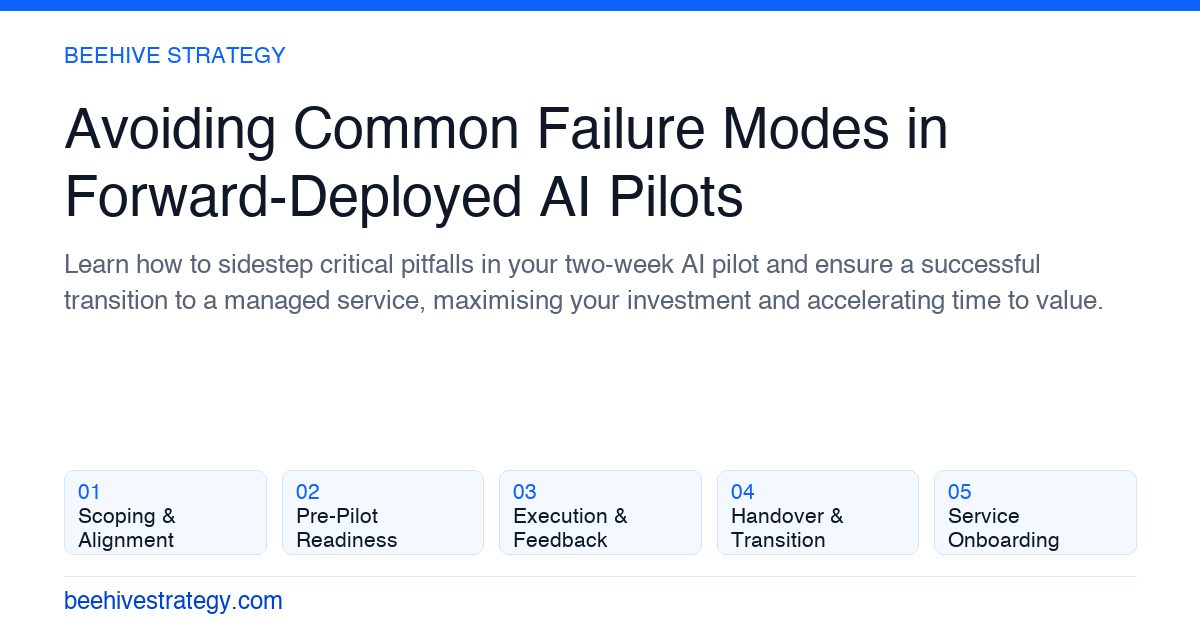 BEEHIVE STRATEGY
Avoiding Common Failure Modes in
Forward-Deployed AI Pilots
Learn how to sidestep critical pitfalls in your two-week AI pilot and ensure a successful
transition to a managed service, maximising your investment and accelerating time to value.
01
Scoping &
Alignment
02
Pre-Pilot
Readiness
03
Execution &
Feedback
04
Handover &
Transition
05
Service
Onboarding
beehivestrategy.com